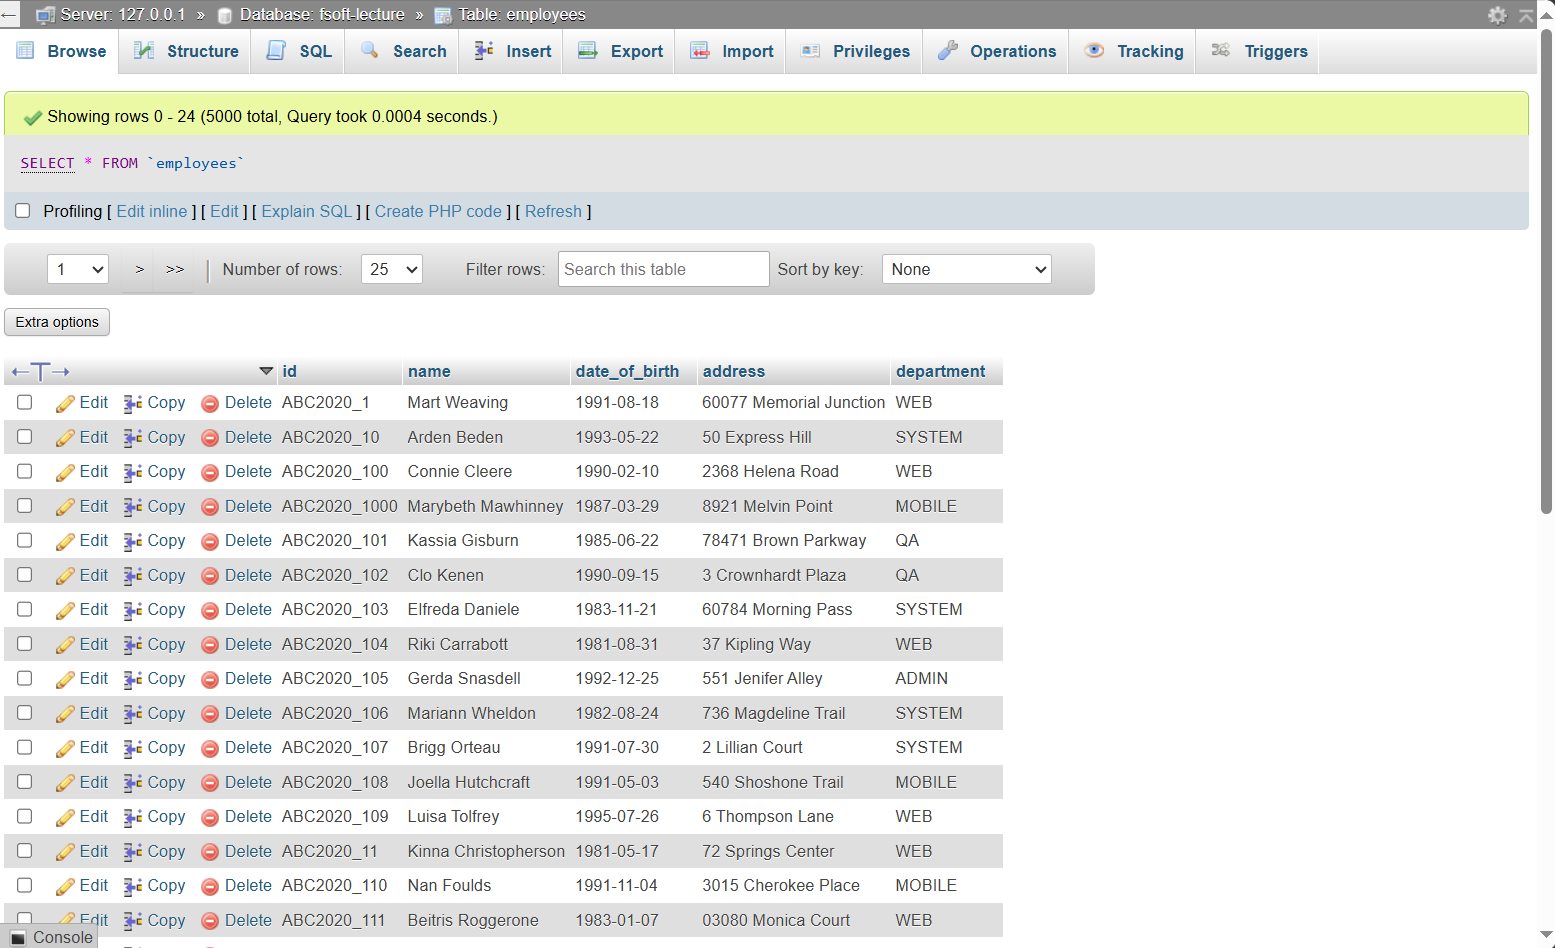 Server: 127.0.0.1 » Database: fsoft-lecture » Table: employees
Browse Structure SQL Search Insert Export Import Privileges Operations Tracking Triggers
Showing rows 0 - 24 (5000 total, Query took 0.0004 seconds.)
SELECT * FROM `employees`
Profiling [ Edit inline ] [ Edit ] [ Explain SQL ] [ Create PHP code ] [ Refresh ]
1 > >> Number of rows: 25 Filter rows: Search this table Sort by key: None
Extra options
id name date_of_birth address department
Edit Copy Delete ABC2020_1 Mart Weaving 1991-08-18 60077 Memorial Junction WEB
Edit Copy Delete ABC2020_10 Arden Beden 1993-05-22 50 Express Hill SYSTEM
Edit Copy Delete ABC2020_100 Connie Cleere 1990-02-10 2368 Helena Road WEB
Edit Copy Delete ABC2020_1000 Marybeth Mawhinney 1987-03-29 8921 Melvin Point MOBILE
Edit Copy Delete ABC2020_101 Kassia Gisburn 1985-06-22 78471 Brown Parkway QA
Edit Copy Delete ABC2020_102 Clo Kenen 1990-09-15 3 Crownhardt Plaza QA
Edit Copy Delete ABC2020_103 Elfreda Daniele 1983-11-21 60784 Morning Pass SYSTEM
Edit Copy Delete ABC2020_104 Riki Carrabott 1981-08-31 37 Kipling Way WEB
Edit Copy Delete ABC2020_105 Gerda Snasdell 1992-12-25 551 Jenifer Alley ADMIN
Edit Copy Delete ABC2020_106 Mariann Wheldon 1982-08-24 736 Magdeline Trail SYSTEM
Edit Copy Delete ABC2020_107 Brigg Orteau 1991-07-30 2 Lillian Court SYSTEM
Edit Copy Delete ABC2020_108 Joella Hutchcraft 1991-05-03 540 Shoshone Trail MOBILE
Edit Copy Delete ABC2020_109 Luisa Tolfrey 1995-07-26 6 Thompson Lane WEB
Edit Copy Delete ABC2020_11 Kinna Christopherson 1981-05-17 72 Springs Center WEB
Edit Copy Delete ABC2020_110 Nan Foulds 1991-11-04 3015 Cherokee Place MOBILE
Edit Copy Delete ABC2020_111 Beitris Roggerone 1983-01-07 03080 Monica Court WEB
Console